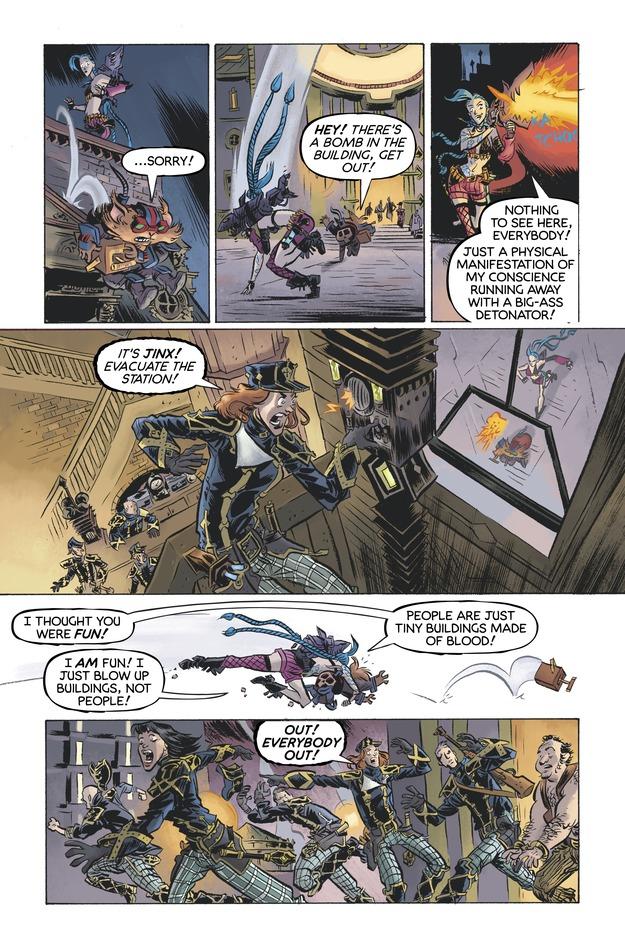 ...SORRY!
HEY! THERE'S
A BOMB IN THE
BUILDING, GET
OUT!
KA
TCHOO
NOTHING
TO SEE HERE,
EVERYBODY!
JUST A PHYSICAL
MANIFESTATION OF
MY CONSCIENCE
RUNNING AWAY
WITH A BIG-ASS
DETONATOR!
IT'S JINX!
EVACUATE THE
STATION!
I THOUGHT YOU
WERE FUN!
PEOPLE ARE JUST
TINY BUILDINGS MADE
OF BLOOD!
I AM FUN! I
JUST BLOW UP
BUILDINGS, NOT
PEOPLE!
OUT!
EVERYBODY
OUT!